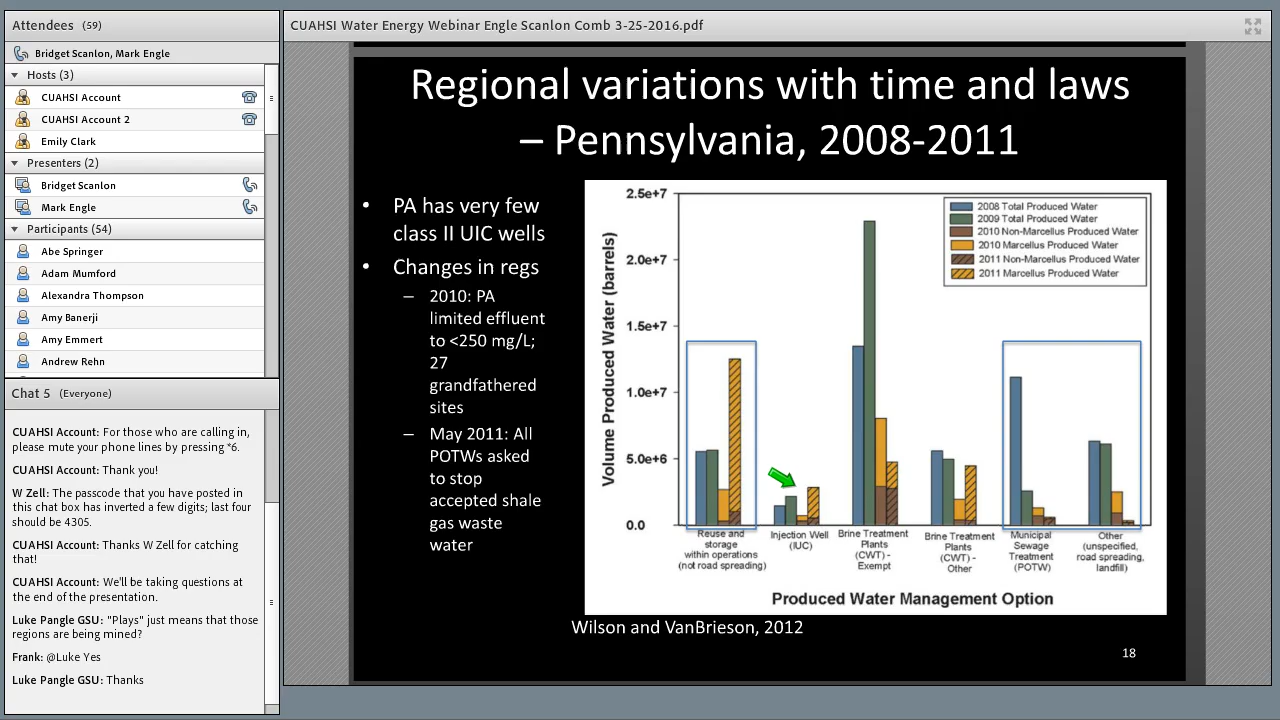 Attendees (59)
Bridget Scanlon, Mark Engle
Hosts (3)
CUAHSI Account
CUAHSI Account 2
Emily Clark
Presenters (2)
Bridget Scanlon
Mark Engle
Participants (54)
Abe Springer
Adam Mumford
Alexandra Thompson
Amy Banerji
Amy Emmert
Andrew Rehn
Chat 5 (Everyone)
CUAHSI Account: For those who are calling in,
please mute your phone lines by pressing *6.
CUAHSI Account: Thank you!
W Zell: The passcode that you have posted in
this chat box has inverted a few digits; last four
should be 4305.
CUAHSI Account: Thanks W Zell for catching
that!
CUAHSI Account: We'll be taking questions at
the end of the presentation.
Luke Pangle GSU: "Plays" just means that those
regions are being mined?
Frank: @Luke Yes
Luke Pangle GSU: Thanks
CUAHSI Water Energy Webinar Engle Scanlon Comb 3-25-2016.pdf
Regional variations with time and laws
– Pennsylvania, 2008-2011
• PA has very few
class II UIC wells
• Changes in regs
– 2010: PA
limited effluent
to <250 mg/L;
27
grandfathered
sites
– May 2011: All
POTWs asked
to stop
accepted shale
gas waste
water
Volume Produced Water (barrels)
2.5e+7
2.0e+7
1.5e+7
1.0e+7
5.0e+6
0.0
2008 Total Produced Water
2009 Total Produced Water
2010 Non-Marcellus Produced Water
2010 Marcellus Produced Water
2011 Non-Marcellus Produced Water
2011 Marcellus Produced Water
Reuse and
storage
within operations
(not road spreading)
Injection Well
(IUC)
Brine Treatment
Plants
(CWT) -
Exempt
Brine Treatment
Plants
(CWT) -
Other
Municipal
Sewage
Treatment
(POTW)
Other
(unspecified,
road spreading,
landfill)
Produced Water Management Option
Wilson and VanBrieson, 2012
18